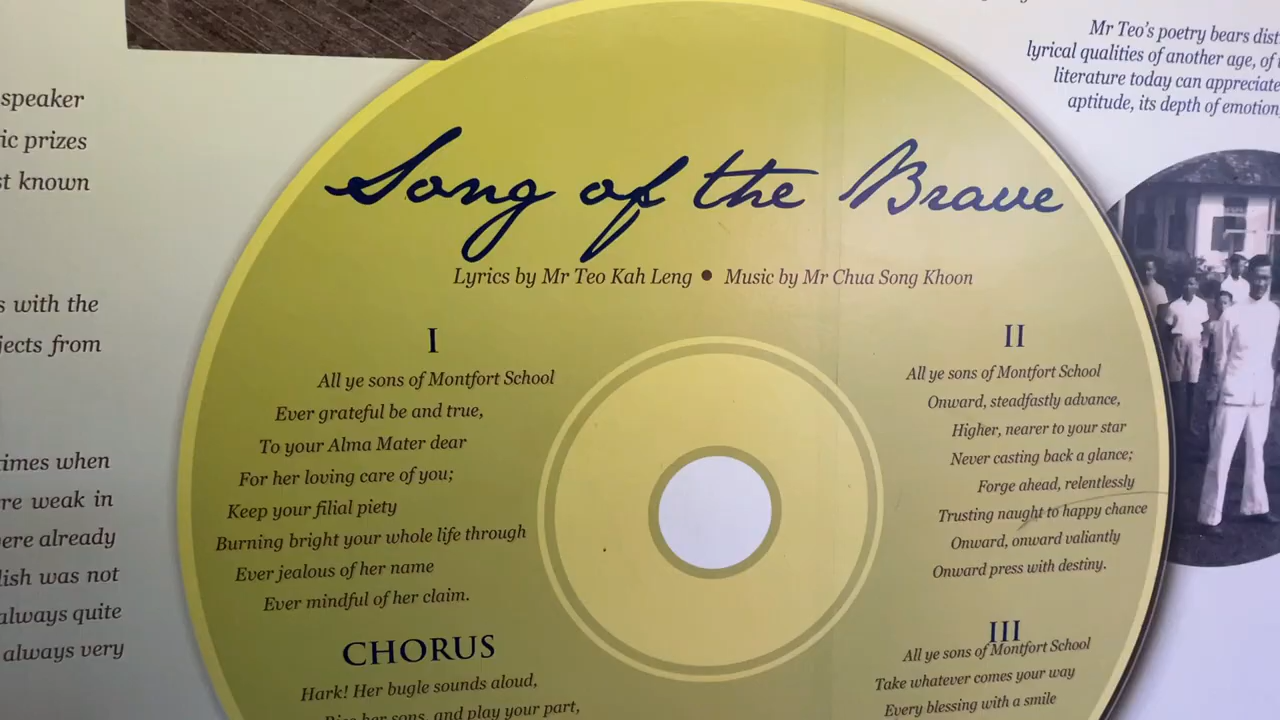 speaker
ic prizes
st known
s with the
jects from
times when
re weak in
ere already
lish was not
always quite
always very
Mr Teo's poetry bears dist
lyrical qualities of another age, of
literature today can appreciate
aptitude, its depth of emotion,
Song of the Brave
Lyrics by Mr Teo Kah Leng ● Music by Mr Chua Song Khoon
I
All ye sons of Montfort School
Ever grateful be and true,
To your Alma Mater dear
For her loving care of you;
Keep your filial piety
Burning bright your whole life through
Ever jealous of her name
Ever mindful of her claim.
CHORUS
Hark! Her bugle sounds aloud,
Rise her sons, and play your part,
II
All ye sons of Montfort School
Onward, steadfastly advance,
Higher, nearer to your star
Never casting back a glance;
Forge ahead, relentlessly
Trusting naught to happy chance
Onward, onward valiantly
Onward press with destiny.
III
All ye sons of Montfort School
Take whatever comes your way
Every blessing with a smile